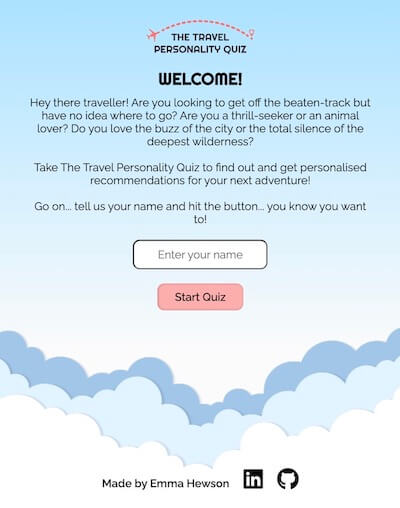 THE TRAVEL
PERSONALITY QUIZ
WELCOME!
Hey there traveller! Are you looking to get off the beaten-track but
have no idea where to go? Are you a thrill-seeker or an animal
lover? Do you love the buzz of the city or the total silence of the
deepest wilderness?
Take The Travel Personality Quiz to find out and get personalised
recommendations for your next adventure!
Go on... tell us your name and hit the button... you know you want
to!
Enter your name
Start Quiz
Made by Emma Hewson
in